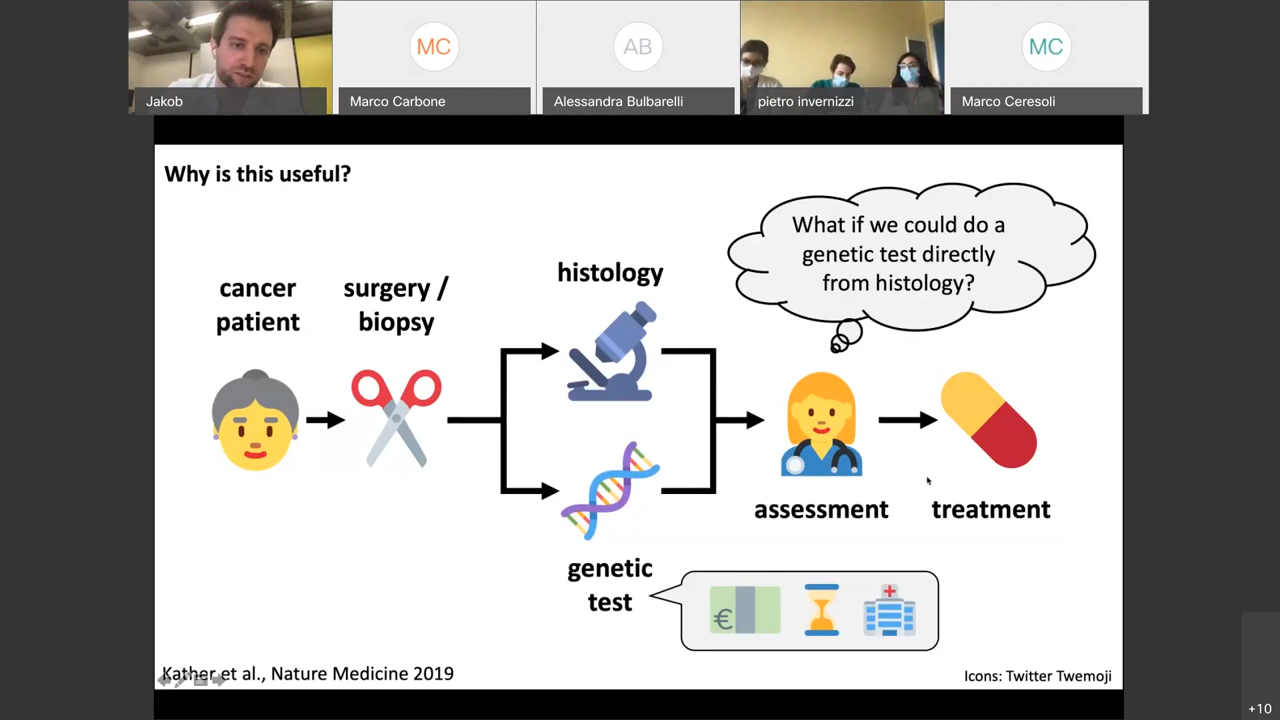 MC
AB
MC
Jakob
Marco Carbone
Alessandra Bulbarelli
pietro invernizzi
Marco Ceresoli
Why is this useful?
What if we could do a
genetic test directly
from histology?
histology
cancer
patient
surgery /
biopsy
assessment
treatment
genetic
test
€
Kather et al., Nature Medicine 2019
Icons: Twitter Twemoji
+10